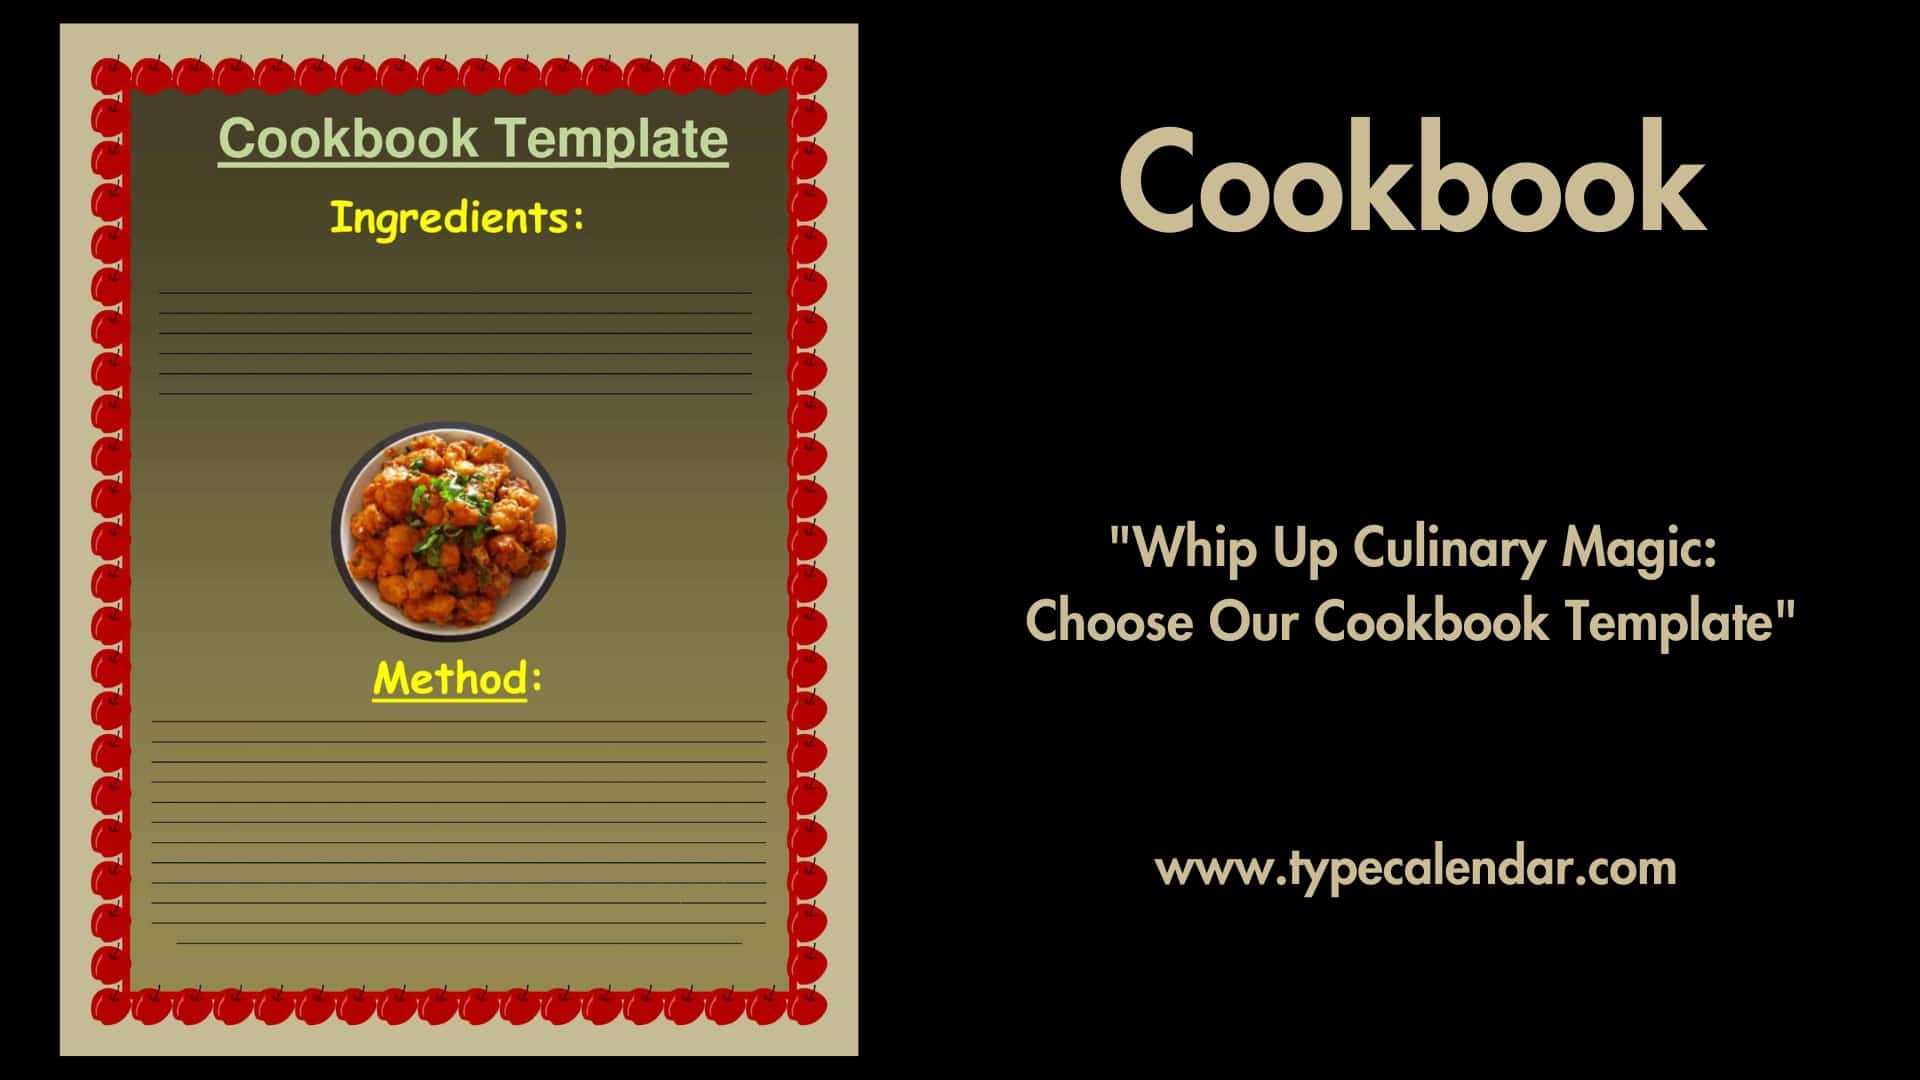 Cookbook Template
Ingredients:
Method:
Cookbook
"Whip Up Culinary Magic:
Choose Our Cookbook Template"
www.typecalendar.com